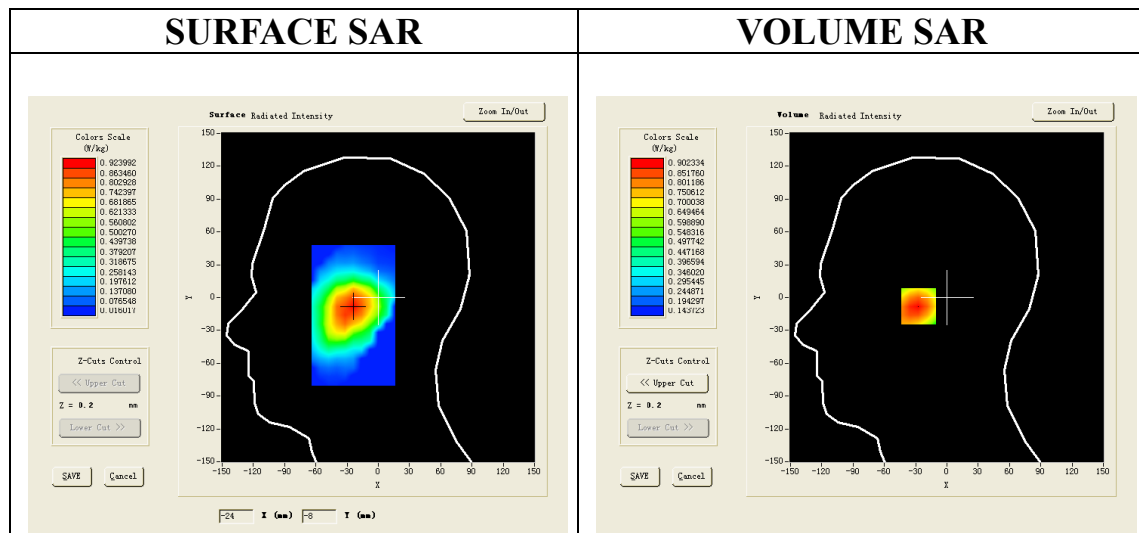 SURFACE SAR
VOLUME SAR
Surface Radiated Intensity
Zoom In/Out
Colors Scale
(W/kg)
0.923992
0.863460
0.802928
0.742397
0.681865
0.621333
0.560802
0.500270
0.439738
0.379207
0.318675
0.258143
0.197612
0.137080
0.076548
0.016017
150
120
90
60
30
0
-30
-60
-90
-120
-150
Y
-150 -120 -90 -60 -30 0 30 60 90 120 150
X
Z-Cuts Control
<< Upper Cut
Z = 0.2 mm
Lower Cut >>
SAVE Cancel
-24 X (mm) -8 Y (mm)
Volume Radiated Intensity
Zoom In/Out
Colors Scale
(W/kg)
0.902334
0.851760
0.801186
0.750612
0.700038
0.649464
0.598890
0.548316
0.497742
0.447168
0.396594
0.346020
0.295445
0.244871
0.194297
0.143723
150
120
90
60
30
0
-30
-60
-90
-120
-150
Y
-150 -120 -90 -60 -30 0 30 60 90 120 150
X
Z-Cuts Control
<< Upper Cut
Z = 0.2 mm
Lower Cut >>
SAVE Cancel